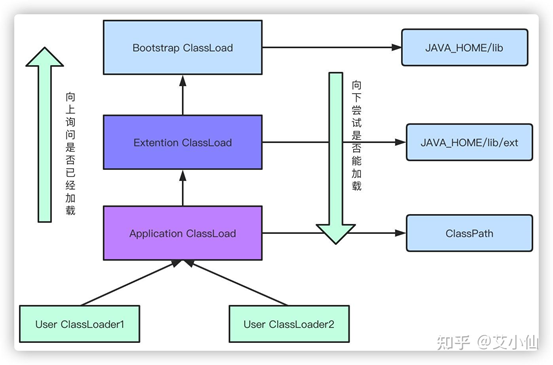 Bootstrap ClassLoad
JAVA_HOME/lib
向上询问是否已经加载
向下尝试是否能加载
Extention ClassLoad
JAVA_HOME/lib/ext
Application ClassLoad
ClassPath
User ClassLoader1
User ClassLoader2
知乎 @艾小仙